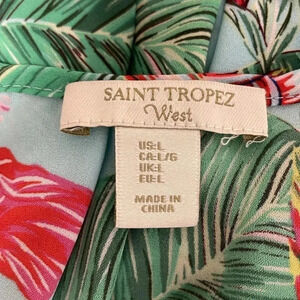 SAINT TROPEZ
West
US:L
CA:L/G
UK:L
EU:L
MADE IN
CHINA